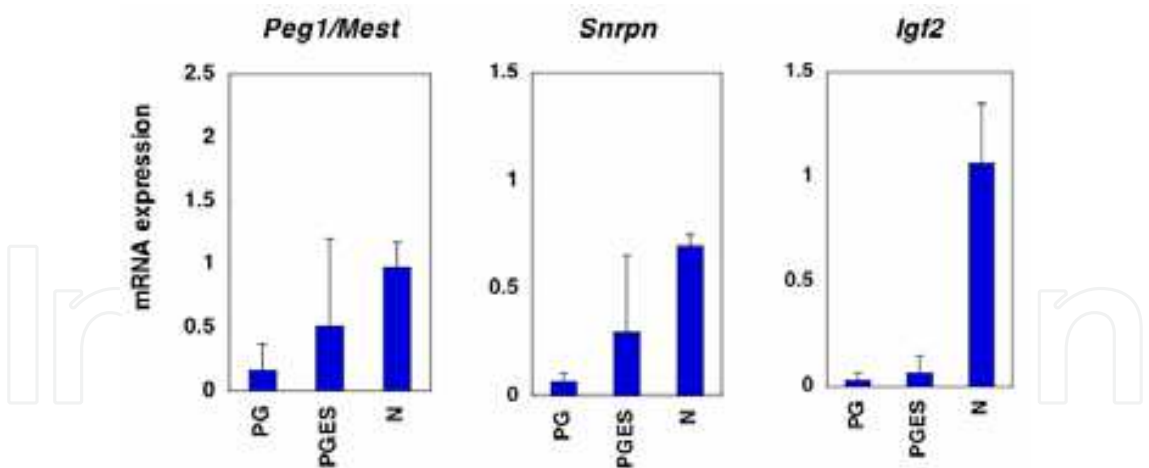 Peg1/Mest
Snrpn
Igf2
mRNA expression
2.5
2
1.5
1
0.5
0
PG
PGES
N
1.5
1
0.5
0
PG
PGES
N
1.5
1
0.5
0
PG
PGES
N